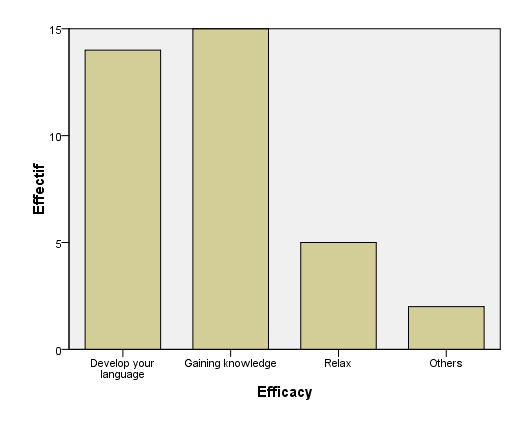 15
10
5
0
Effectif
Develop your
language
Gaining knowledge
Relax
Others
Efficacy